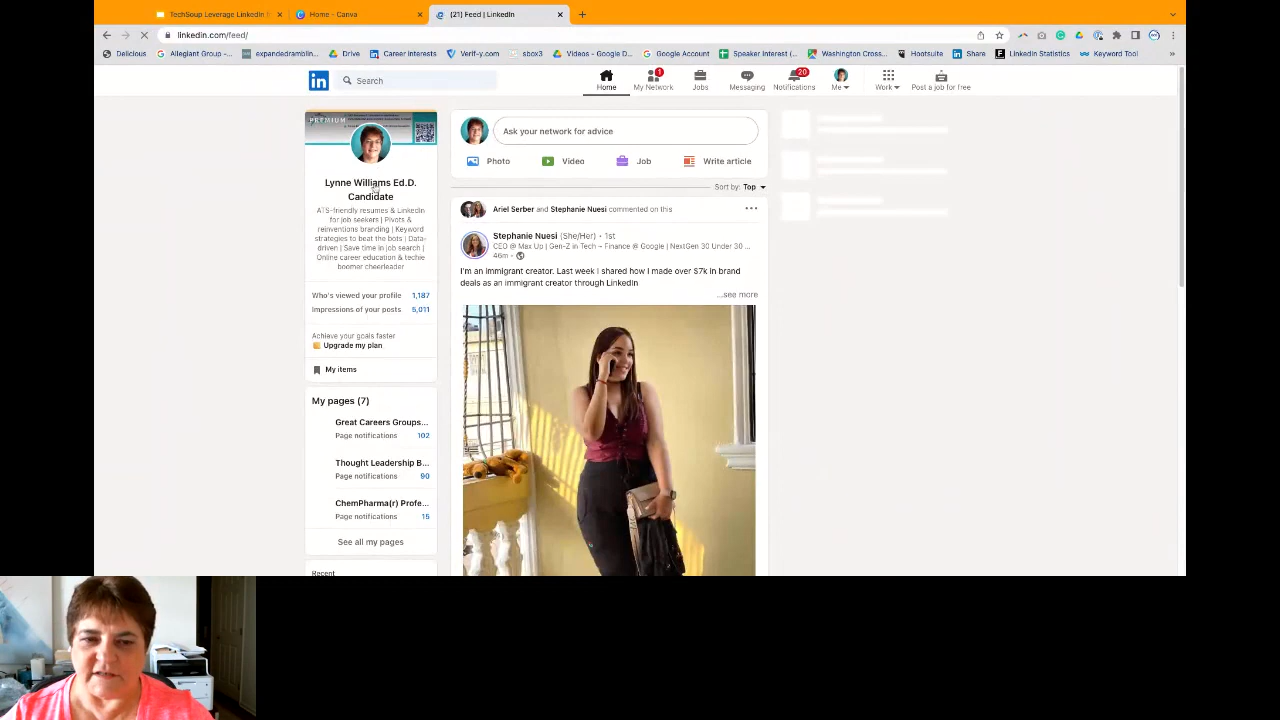 TechSoup Leverage LinkedIn
Home - Canva
(21) Feed | LinkedIn
linkedin.com/feed/
Delicious
Allegiant Group -...
expandedramblin...
Drive
Career Interests
Verif-y.com
sbox3
Videos - Google D...
Google Account
Speaker Interest (...
Washington Cross...
Hootsuite
Share
LinkedIn Statistics
Keyword Tool
in
Search
Home
1
My Network
Jobs
Messaging
20
Notifications
Me
Work
Post a job for free
PREMIUM
Lynne Williams Ed.D.
Candidate
ATS-friendly resumes & LinkedIn
for job seekers | Pivots &
reinventions branding | Keyword
strategies to beat the bots | Data-
driven | Save time in job search |
Online career education & techie
boomer cheerleader
Who's viewed your profile 1,187
Impressions of your posts 5,011
Achieve your goals faster
Upgrade my plan
My items
My pages (7)
Great Careers Groups...
Page notifications 102
Thought Leadership B...
Page notifications 90
ChemPharma(r) Profe...
Page notifications 15
See all my pages
Recent
Ask your network for advice
Photo
Video
Job
Write article
Sort by: Top
Ariel Serber and Stephanie Nuesi commented on this
Stephanie Nuesi (She/Her) • 1st
CEO @ Max Up | Gen-Z in Tech – Finance @ Google | NextGen 30 Under 30 ...
46m •
I'm an immigrant creator. Last week I shared how I made over $7k in brand
deals as an immigrant creator through LinkedIn
...see more